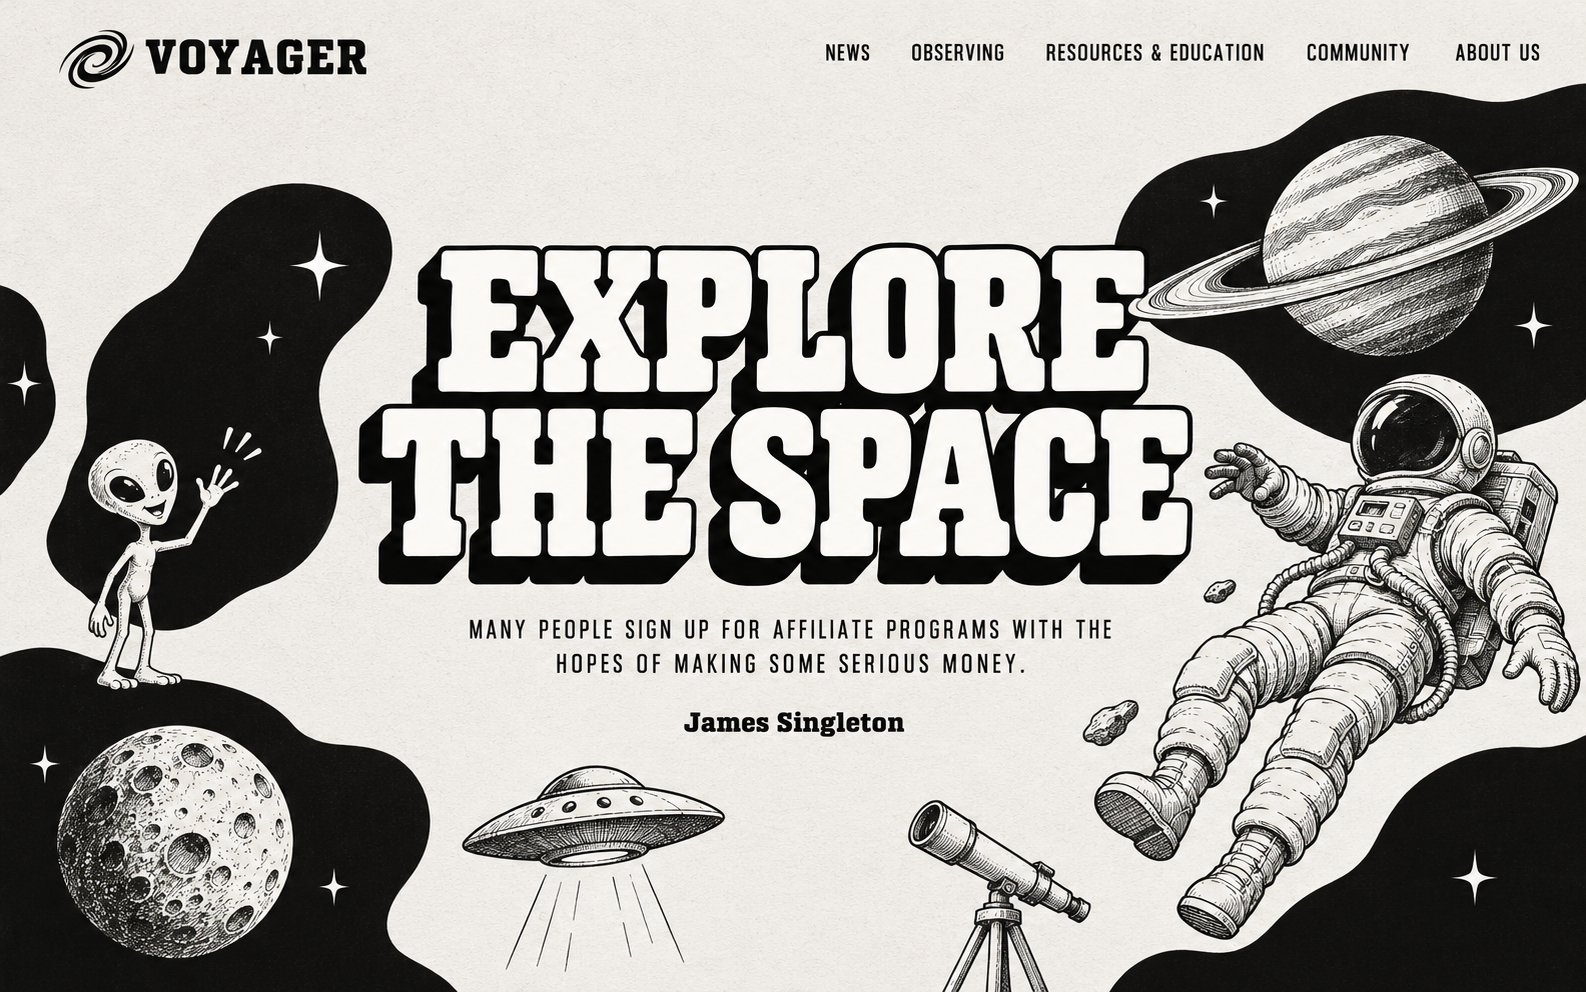 VOYAGER
NEWS OBSERVING RESOURCES & EDUCATION COMMUNITY ABOUT US
EXPLORE
THE SPACE
MANY PEOPLE SIGN UP FOR AFFILIATE PROGRAMS WITH THE
HOPES OF MAKING SOME SERIOUS MONEY.
James Singleton